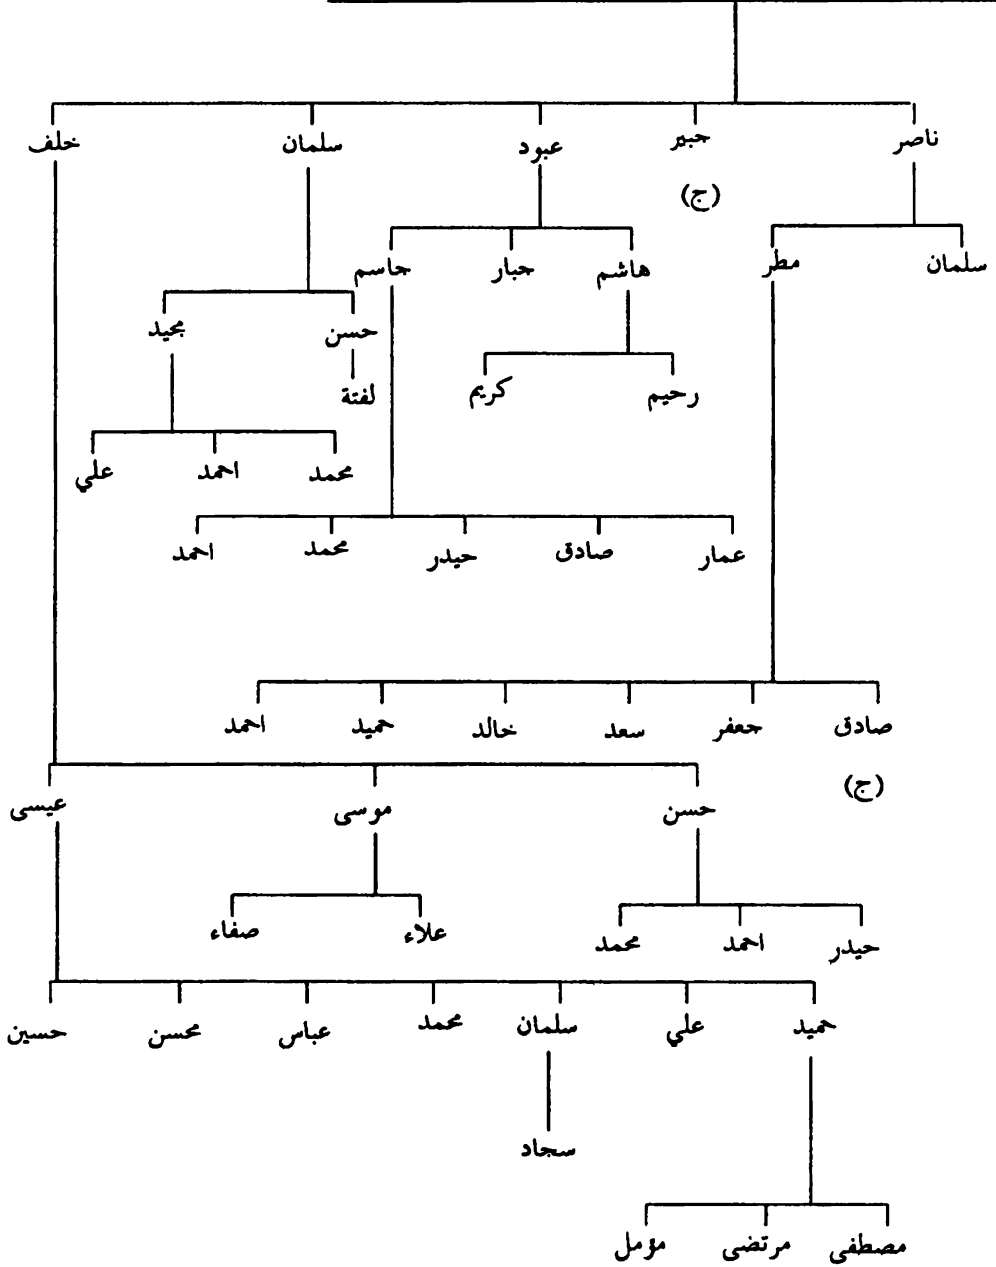 ناصر جبير عبود سلمان خلف
(ج)
سلمان مطر هاشم جبار جاسم
حسن مجيد
رحيم كريم لفتة
محمد احمد علي
عمار صادق حيدر محمد احمد
صادق جعفر سعد خالد حميد احمد
(ج)
حسن موسى عيسى
حيدر احمد محمد علاء صفاء
حميد علي سلمان محمد عباس محسن حسين
سجاد
مصطفى مرتضى مؤمل